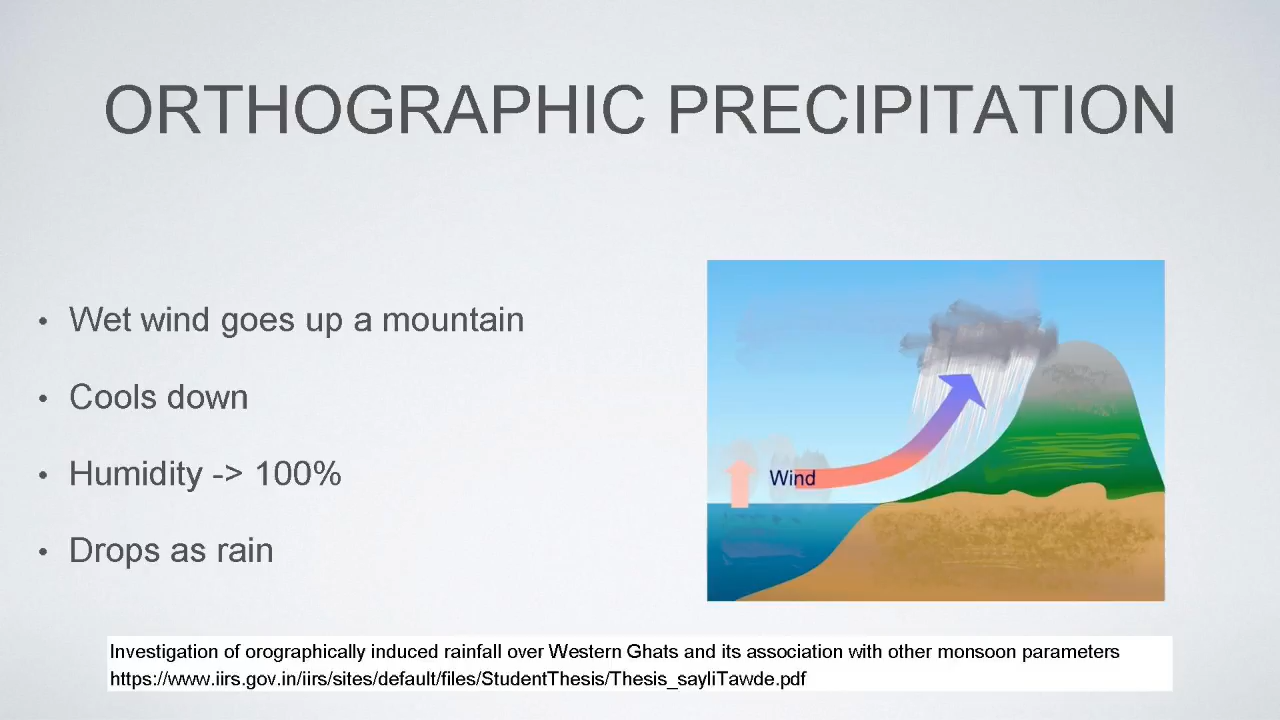 ORTHOGRAPHIC PRECIPITATION
• Wet wind goes up a mountain
• Cools down
• Humidity -> 100%
• Drops as rain
Wind
Investigation of orographically induced rainfall over Western Ghats and its association with other monsoon parameters
https://www.iirs.gov.in/iirs/sites/default/files/StudentThesis/Thesis_sayliTawde.pdf